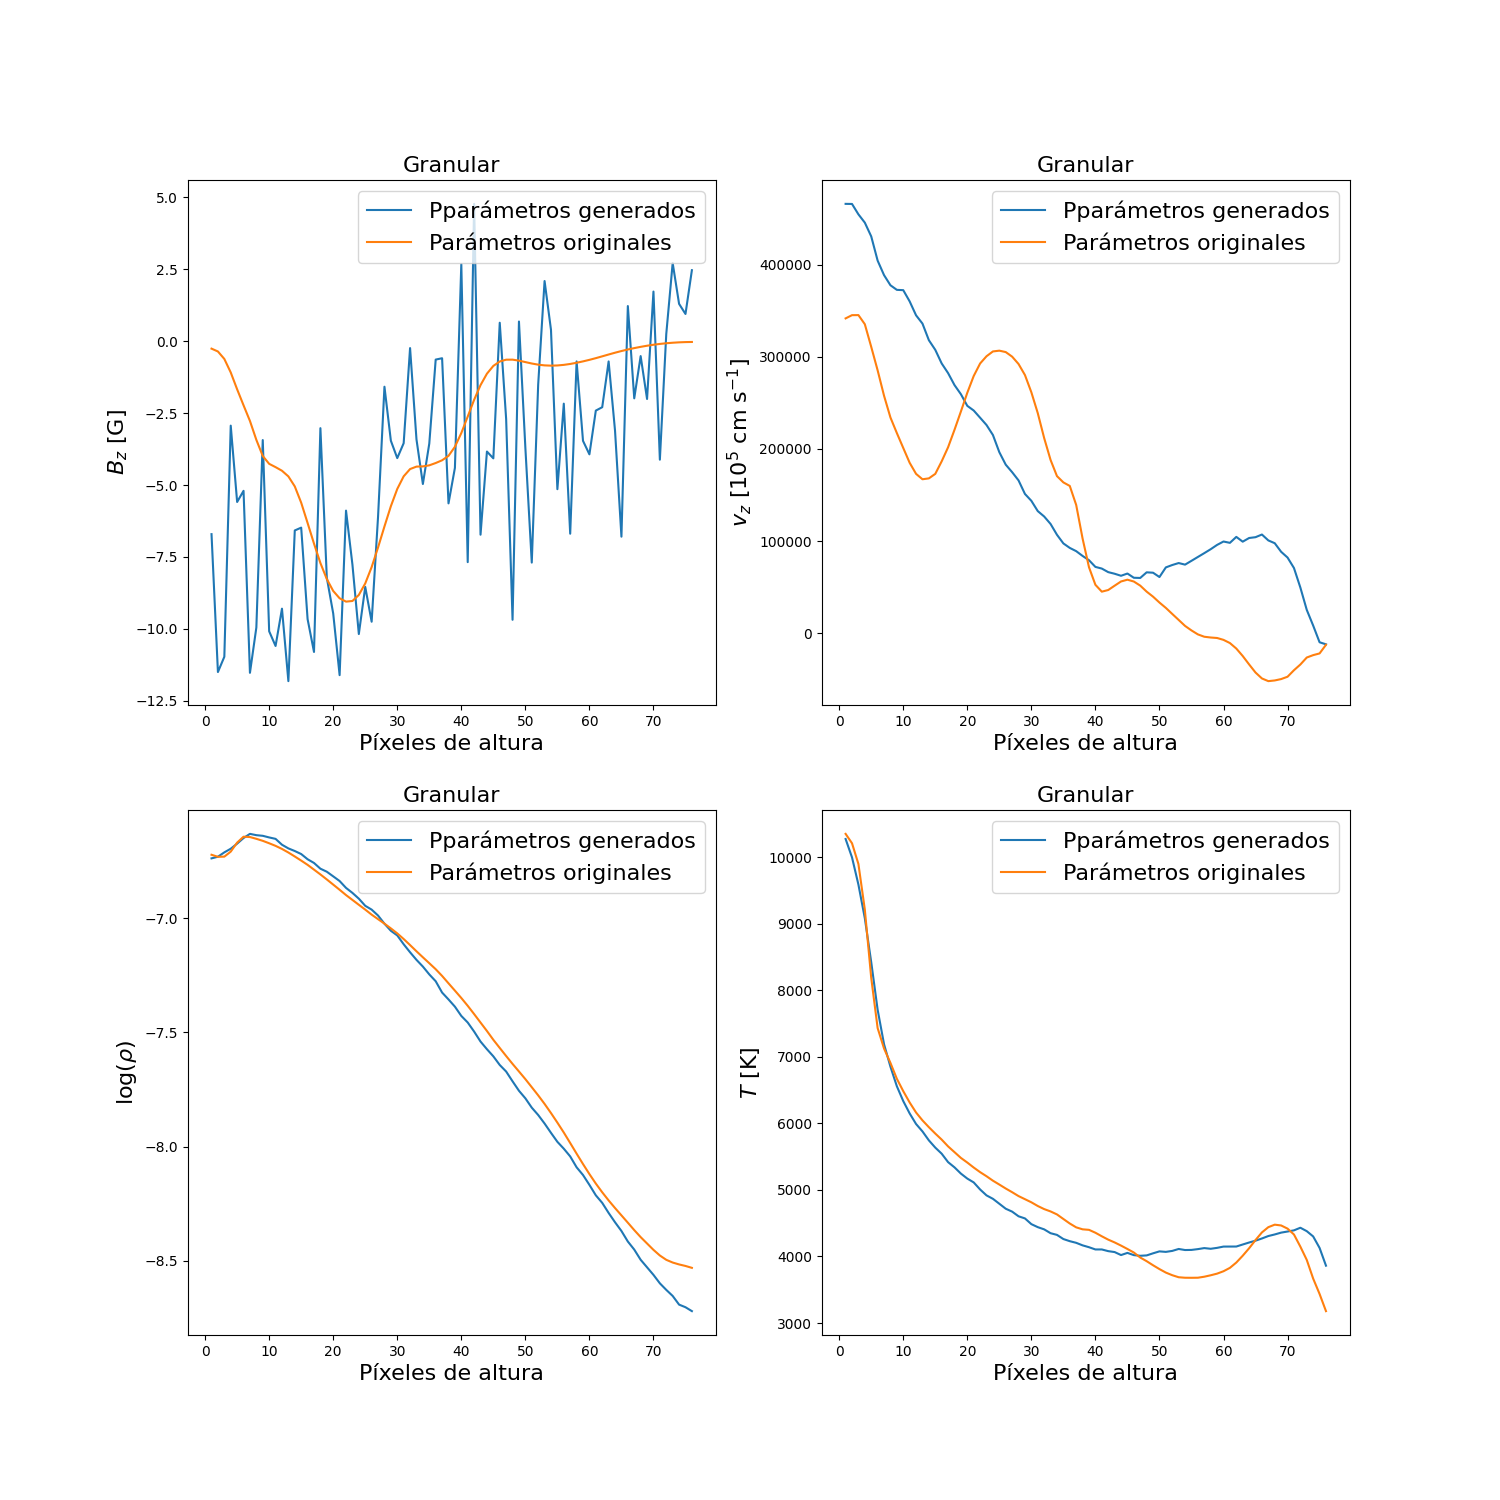 Granular
Pparámetros generados
Parámetros originales
5.0
2.5
0.0
−2.5
−5.0
−7.5
−10.0
−12.5
B_z [G]
0 10 20 30 40 50 60 70
Píxeles de altura
Granular
Pparámetros generados
Parámetros originales
400000
300000
200000
100000
0
v_z [10⁵ cm s⁻¹]
0 10 20 30 40 50 60 70
Píxeles de altura
Granular
Pparámetros generados
Parámetros originales
−7.0
−7.5
−8.0
−8.5
log(ρ)
0 10 20 30 40 50 60 70
Píxeles de altura
Granular
Pparámetros generados
Parámetros originales
10000
9000
8000
7000
6000
5000
4000
3000
T [K]
0 10 20 30 40 50 60 70
Píxeles de altura